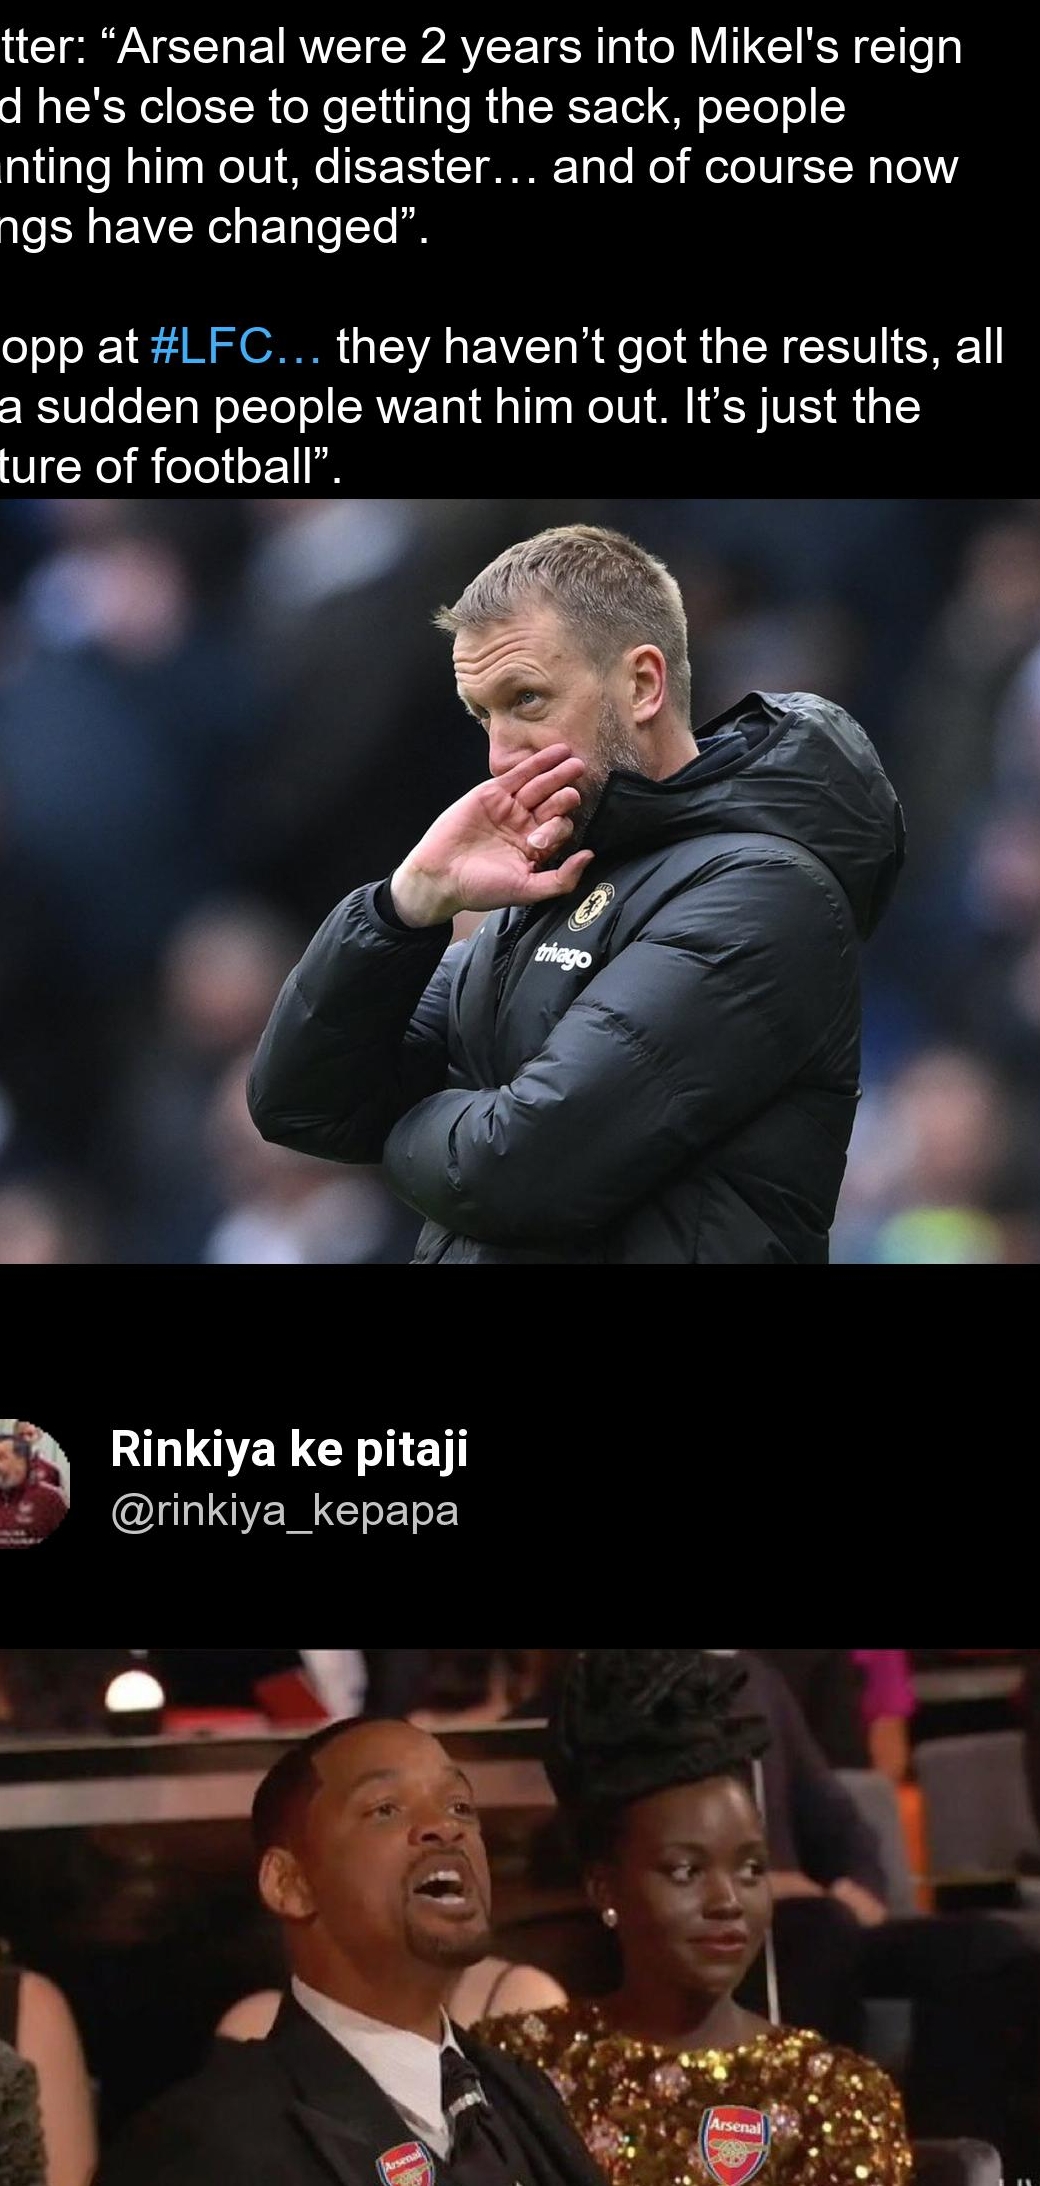 tter: “Arsenal were 2 years into Mikel's reign
d he's close to getting the sack, people
anting him out, disaster… and of course now
ngs have changed”.
opp at #LFC… they haven’t got the results, all
a sudden people want him out. It’s just the
ture of football”.
trivago
Rinkiya ke pitaji
@rinkiya_kepapa
Arsenal
Arsenal